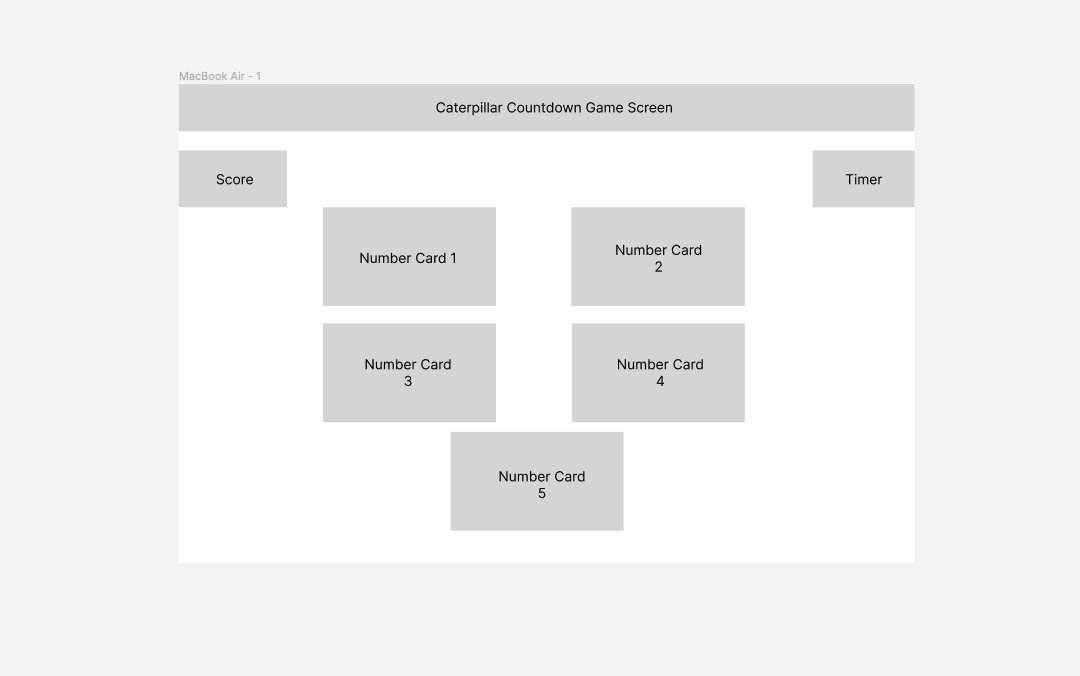 MacBook Air - 1
Caterpillar Countdown Game Screen
Score
Timer
Number Card 1
Number Card
2
Number Card
3
Number Card
4
Number Card
5